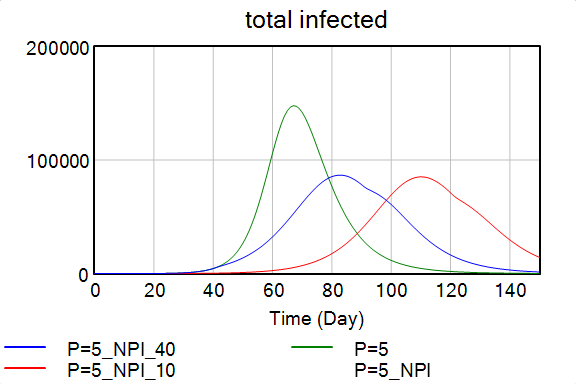 total infected
200000
100000
0
0 20 40 60 80 100 120 140
Time (Day)
P=5_NPI_40 P=5
P=5_NPI_10 P=5_NPI